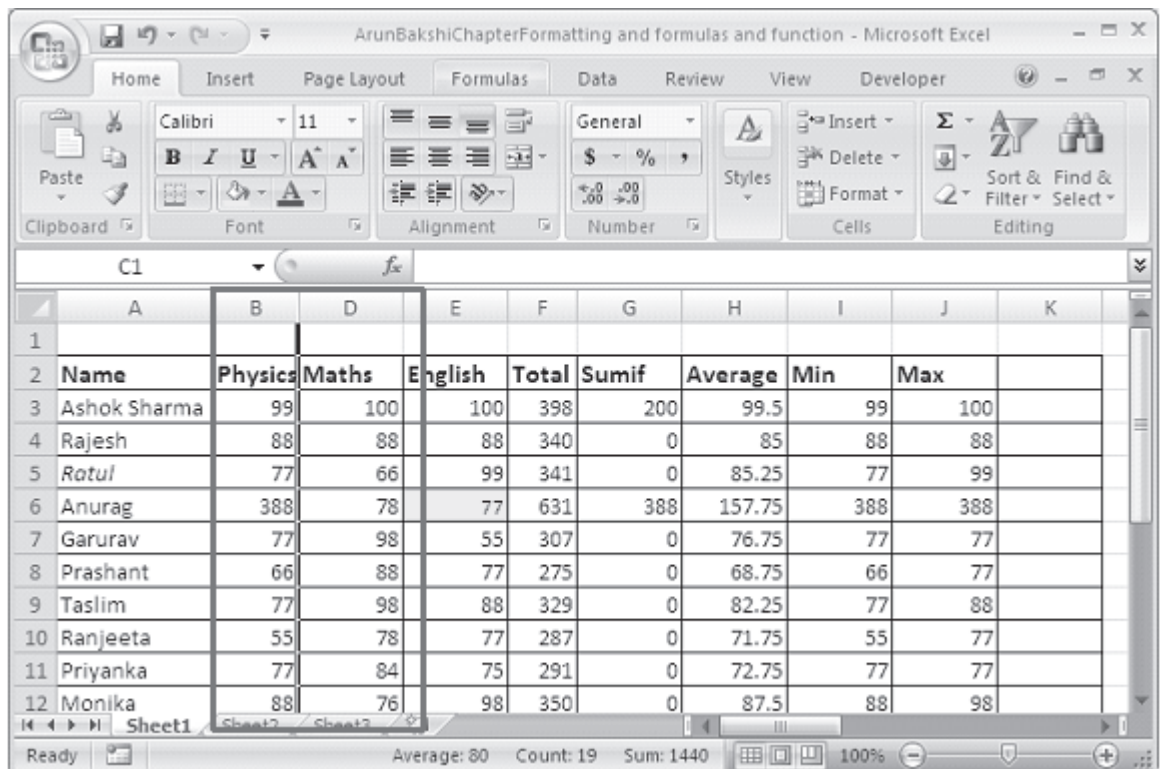 ArunBakshiChapterFormatting and formulas and function - Microsoft Excel
Home Insert Page Layout Formulas Data Review View Developer
Calibri 11 General Insert Σ
B I U A A $ % , Delete
Paste Styles Sort & Find &
A .00 .0 Format Filter Select
Clipboard Font Alignment Number Cells Editing
C1 fx
A B D E F G H I J K
1
2 Name Physics Maths English Total Sumif Average Min Max
3 Ashok Sharma 99 100 100 398 200 99.5 99 100
4 Rajesh 88 88 88 340 0 85 88 88
5 Ratul 77 66 99 341 0 85.25 77 99
6 Anurag 388 78 77 631 388 157.75 388 388
7 Garurav 77 98 55 307 0 76.75 77 77
8 Prashant 66 88 77 275 0 68.75 66 77
9 Taslim 77 98 88 329 0 82.25 77 88
10 Ranjeeta 55 78 77 287 0 71.75 55 77
11 Priyanka 77 84 75 291 0 72.75 77 77
12 Monika 88 76 98 350 0 87.5 88 98
Sheet1 Sheet2 Sheet3
Ready Average: 80 Count: 19 Sum: 1440 100%